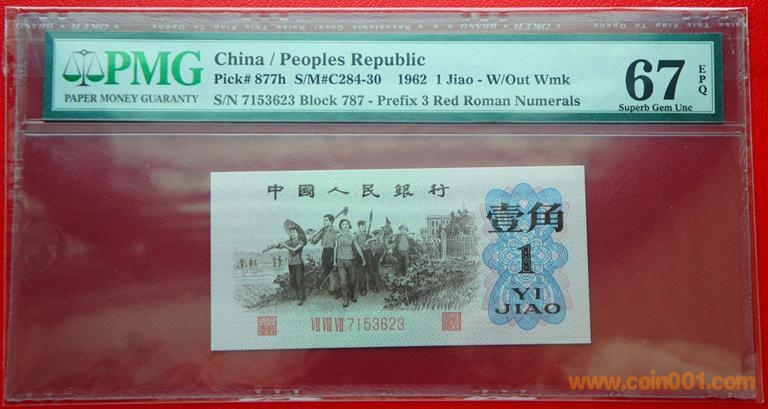 OKER BRAND
PMG
PAPER MONEY GUARANTY
China / Peoples Republic
Pick# 877h S/M#C284-30 1962 1 Jiao - W/Out Wmk
S/N 7153623 Block 787 - Prefix 3 Red Roman Numerals
67
EPQ
Superb Gem Unc
中國人民銀行
壹角
1
YI
JIAO
VII VIII VII 7153623
www.coin001.com